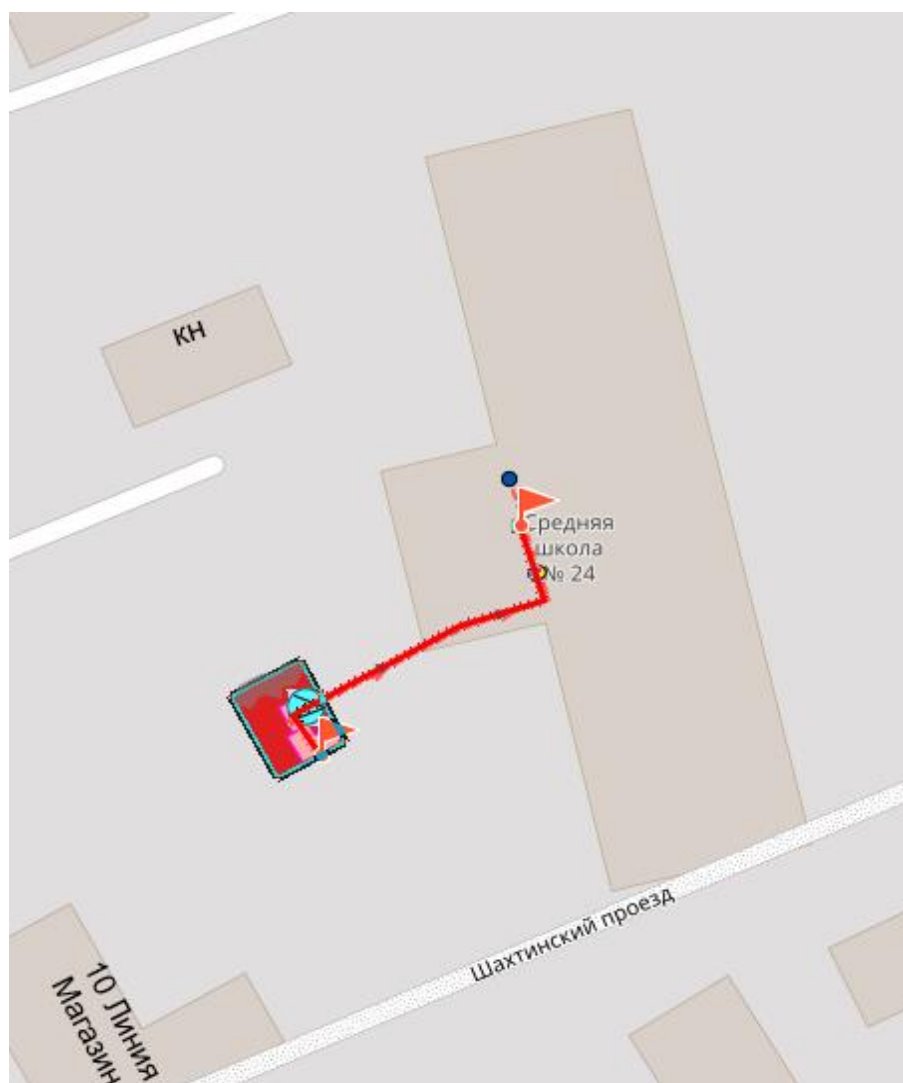 КН
Средняя
школа
№ 24
Шахтинский проезд
10 Линия
Магазин